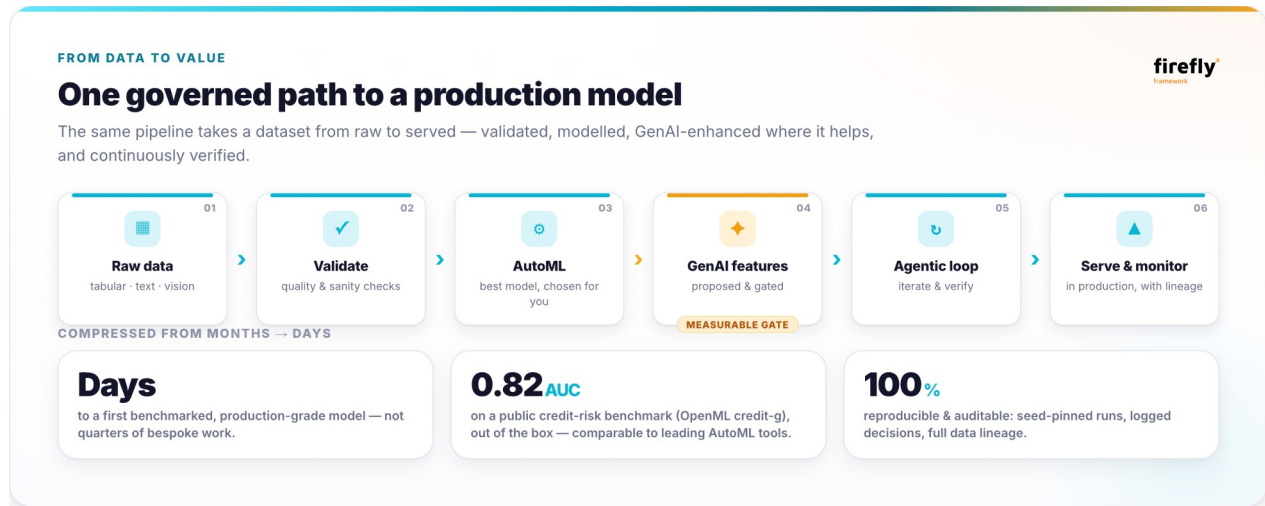 FROM DATA TO VALUE
firefly
framework
One governed path to a production model
The same pipeline takes a dataset from raw to served — validated, modelled, GenAI-enhanced where it helps,
and continuously verified.
01
Raw data
tabular · text · vision
›
02
Validate
quality & sanity checks
›
03
AutoML
best model, chosen for
you
›
04
GenAI features
proposed & gated
MEASURABLE GATE
›
05
Agentic loop
iterate & verify
›
06
Serve & monitor
in production, with lineage
COMPRESSED FROM MONTHS → DAYS
Days
to a first benchmarked, production-grade model — not
quarters of bespoke work.
0.82 AUC
on a public credit-risk benchmark (OpenML credit-g),
out of the box — comparable to leading AutoML tools.
100 %
reproducible & auditable: seed-pinned runs, logged
decisions, full data lineage.